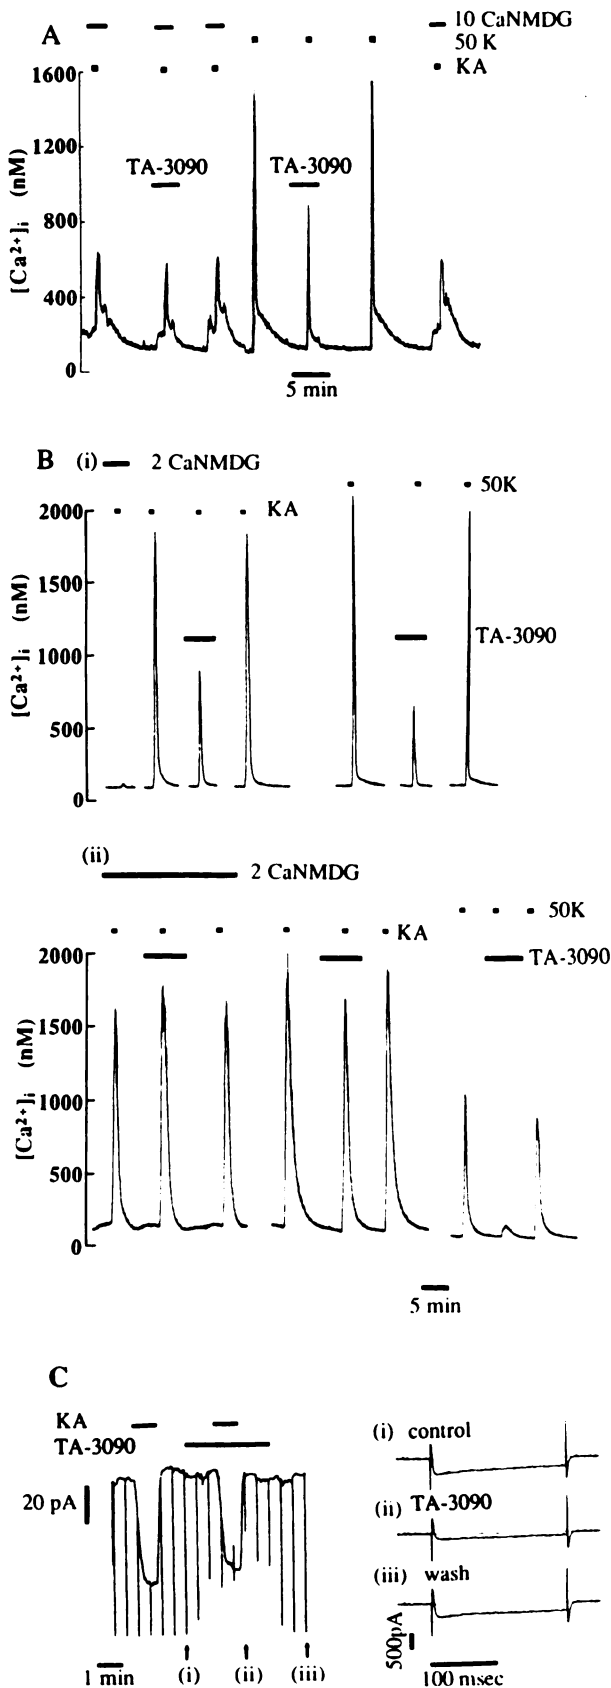 A
10 CaNMDG
50 K
KA
1600
1200
800
400
0
[Ca²⁺]ᵢ (nM)
TA-3090
TA-3090
5 min
B
(i)
2 CaNMDG
50K
KA
2000
1500
1000
500
0
[Ca²⁺]ᵢ (nM)
TA-3090
(ii)
2 CaNMDG
50K
KA
TA-3090
2000
1500
1000
500
0
[Ca²⁺]ᵢ (nM)
5 min
C
KA
TA-3090
20 pA
1 min
(i)
(ii)
(iii)
(i) control
(ii) TA-3090
(iii) wash
500pA
100 msec